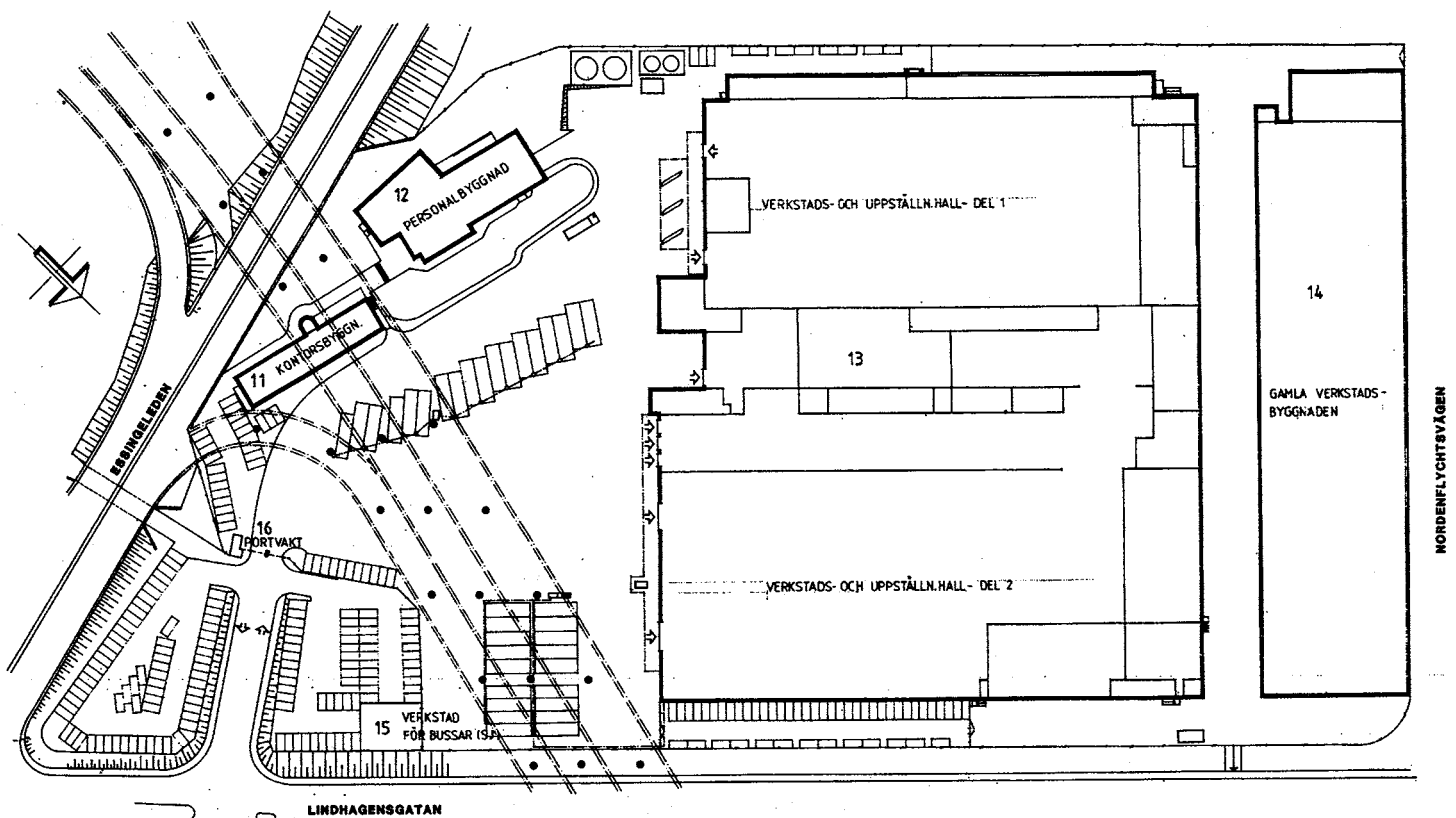 12
PERSONALBYGGNAD
VERKSTADS- OCH UPPSTÄLLN.HALL- DEL 1
14
11
KONTORSBYGGN.
13
GAMLA VERKSTADS-
BYGGNADEN
ESSINGELEDEN
NORDENFLYCHTSVÄGEN
16
PORTVAKT
VERKSTADS- OCH UPPSTÄLLN.HALL- DEL 2
15
VERKSTAD
FÖR BUSSAR (SJ)
LINDHAGENSGATAN